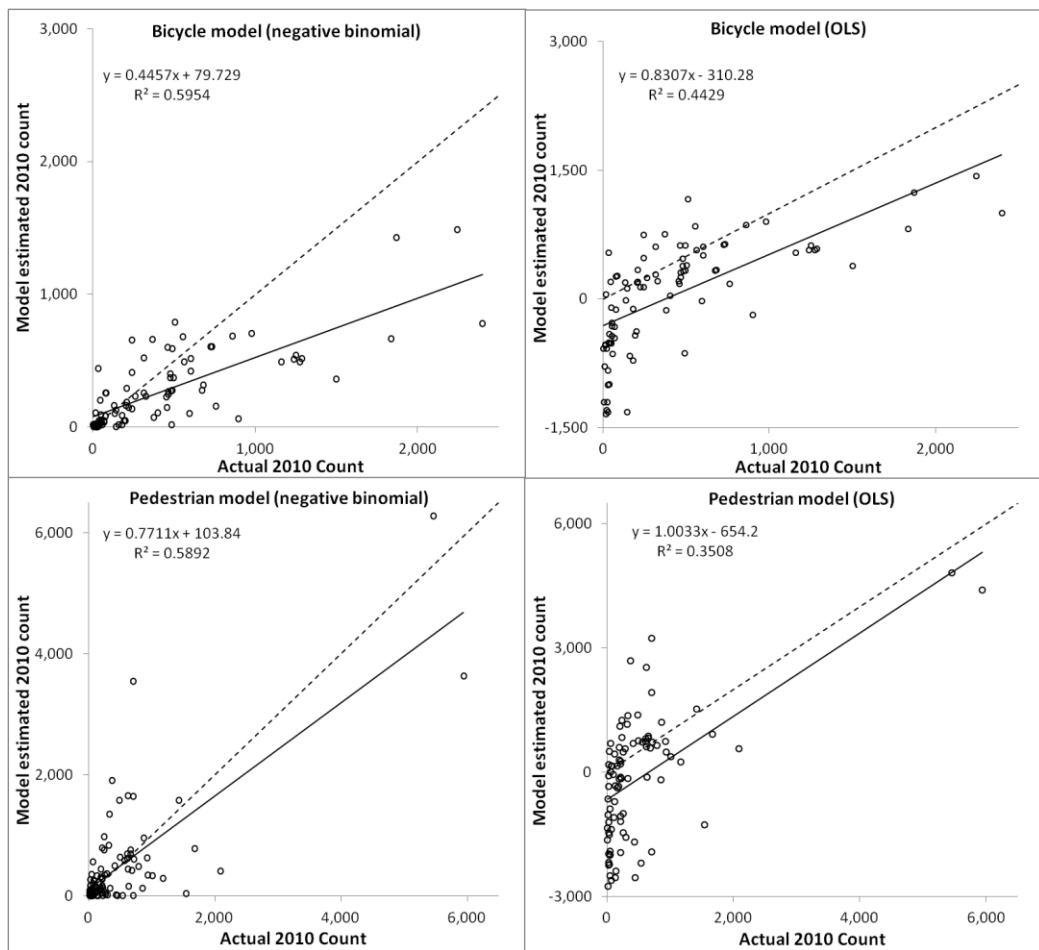 Bicycle model (negative binomial)
y = 0.4457x + 79.729
R² = 0.5954
Model estimated 2010 count
3,000
2,000
1,000
0
0
1,000
2,000
Actual 2010 Count
Bicycle model (OLS)
y = 0.8307x - 310.28
R² = 0.4429
Model estimated 2010 count
3,000
1,500
0
-1,500
0
1,000
2,000
Actual 2010 Count
Pedestrian model (negative binomial)
y = 0.7711x + 103.84
R² = 0.5892
Model estimated 2010 count
6,000
4,000
2,000
0
0
2,000
4,000
6,000
Actual 2010 Count
Pedestrian model (OLS)
y = 1.0033x - 654.2
R² = 0.3508
Model estimated 2010 count
6,000
3,000
0
-3,000
0
2,000
4,000
6,000
Actual 2010 Count